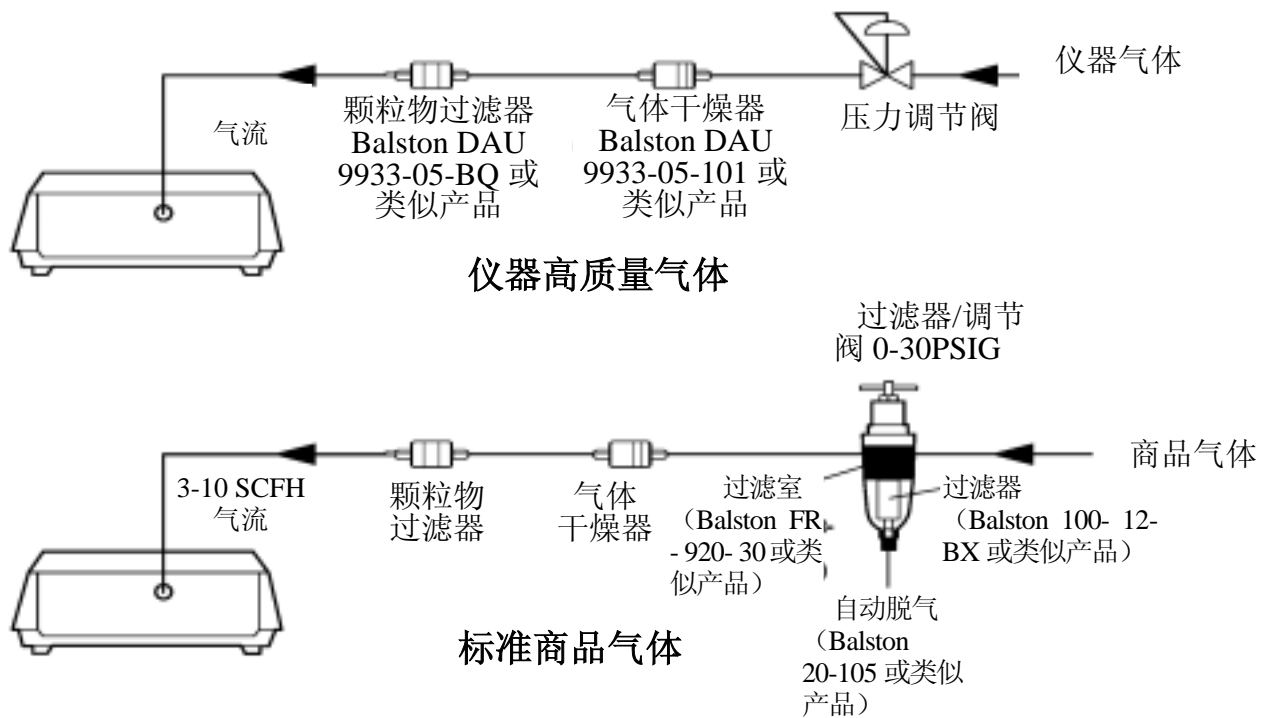 仪器气体
压力调节阀
气体干燥器
Balston DAU
9933-05-101 或
类似产品
颗粒物过滤器
Balston DAU
9933-05-BQ 或
类似产品
气流
仪器高质量气体
过滤器/调节
阀 0-30PSIG
商品气体
过滤器
（Balston 100- 12-
BX 或类似产品）
过滤室
（Balston FR
- 920- 30 或类
似产品）
自动脱气
（Balston
20-105 或类似
产品）
气体
干燥器
颗粒物
过滤器
3-10 SCFH
气流
标准商品气体